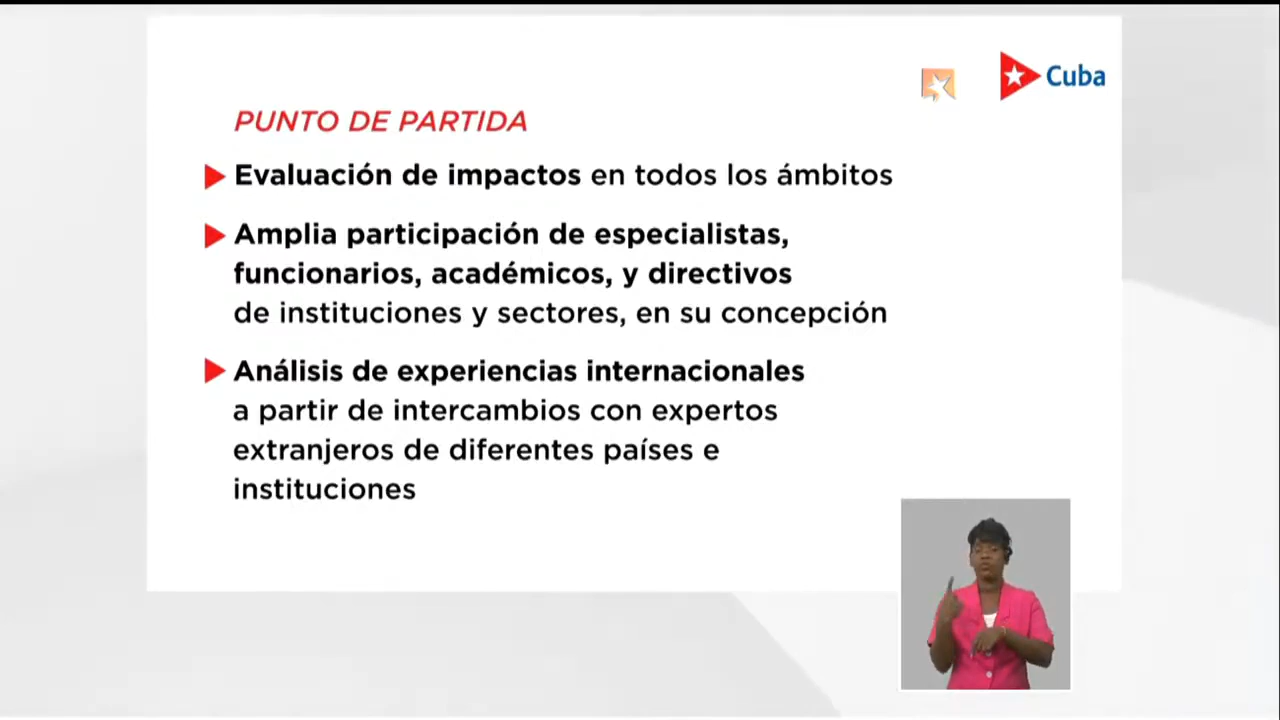 Cuba
PUNTO DE PARTIDA
Evaluación de impactos en todos los ámbitos
Amplia participación de especialistas,
funcionarios, académicos, y directivos
de instituciones y sectores, en su concepción
Análisis de experiencias internacionales
a partir de intercambios con expertos
extranjeros de diferentes países e
instituciones